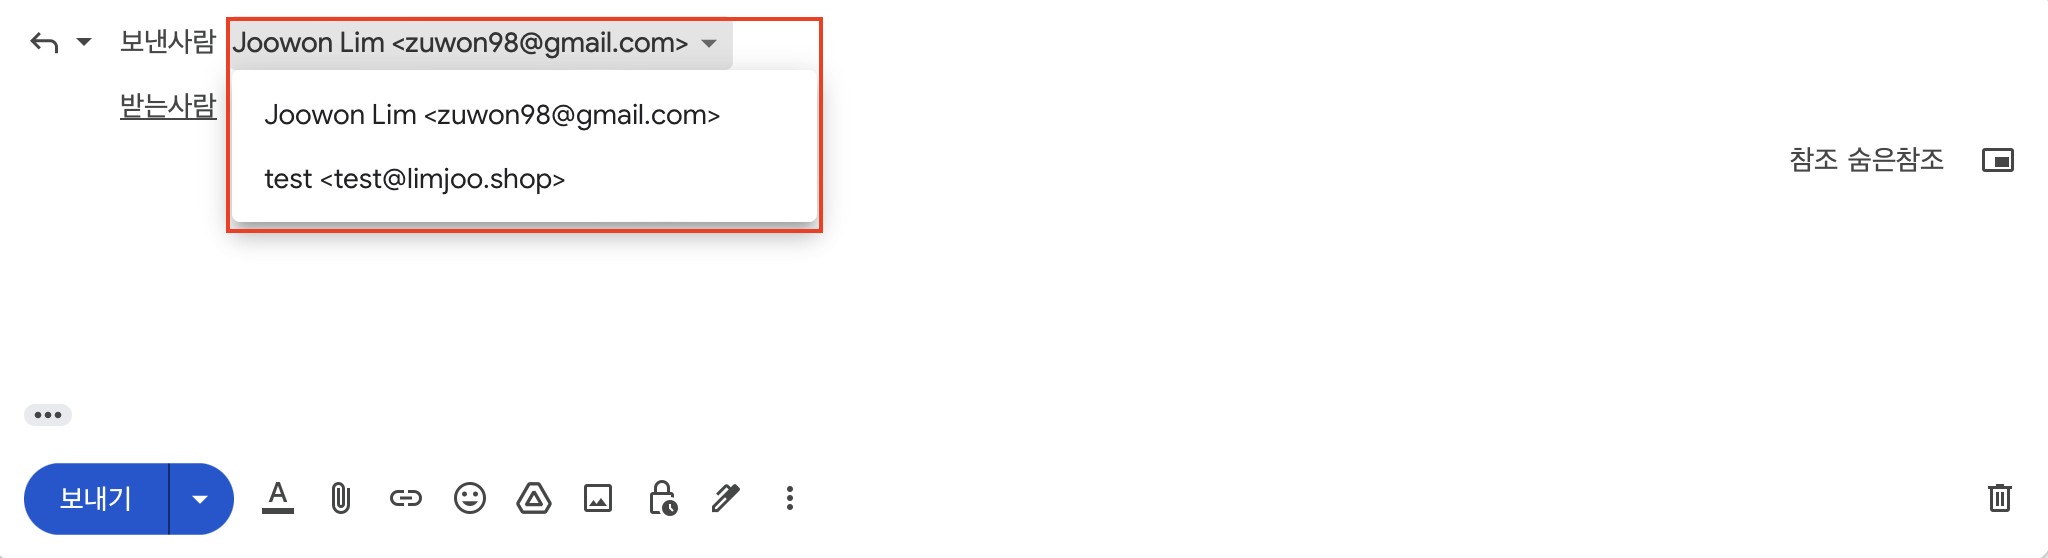 보낸사람 Joowon Lim <zuwon98@gmail.com>
받는사람
Joowon Lim <zuwon98@gmail.com>
test <test@limjoo.shop>
참조 숨은참조
보내기